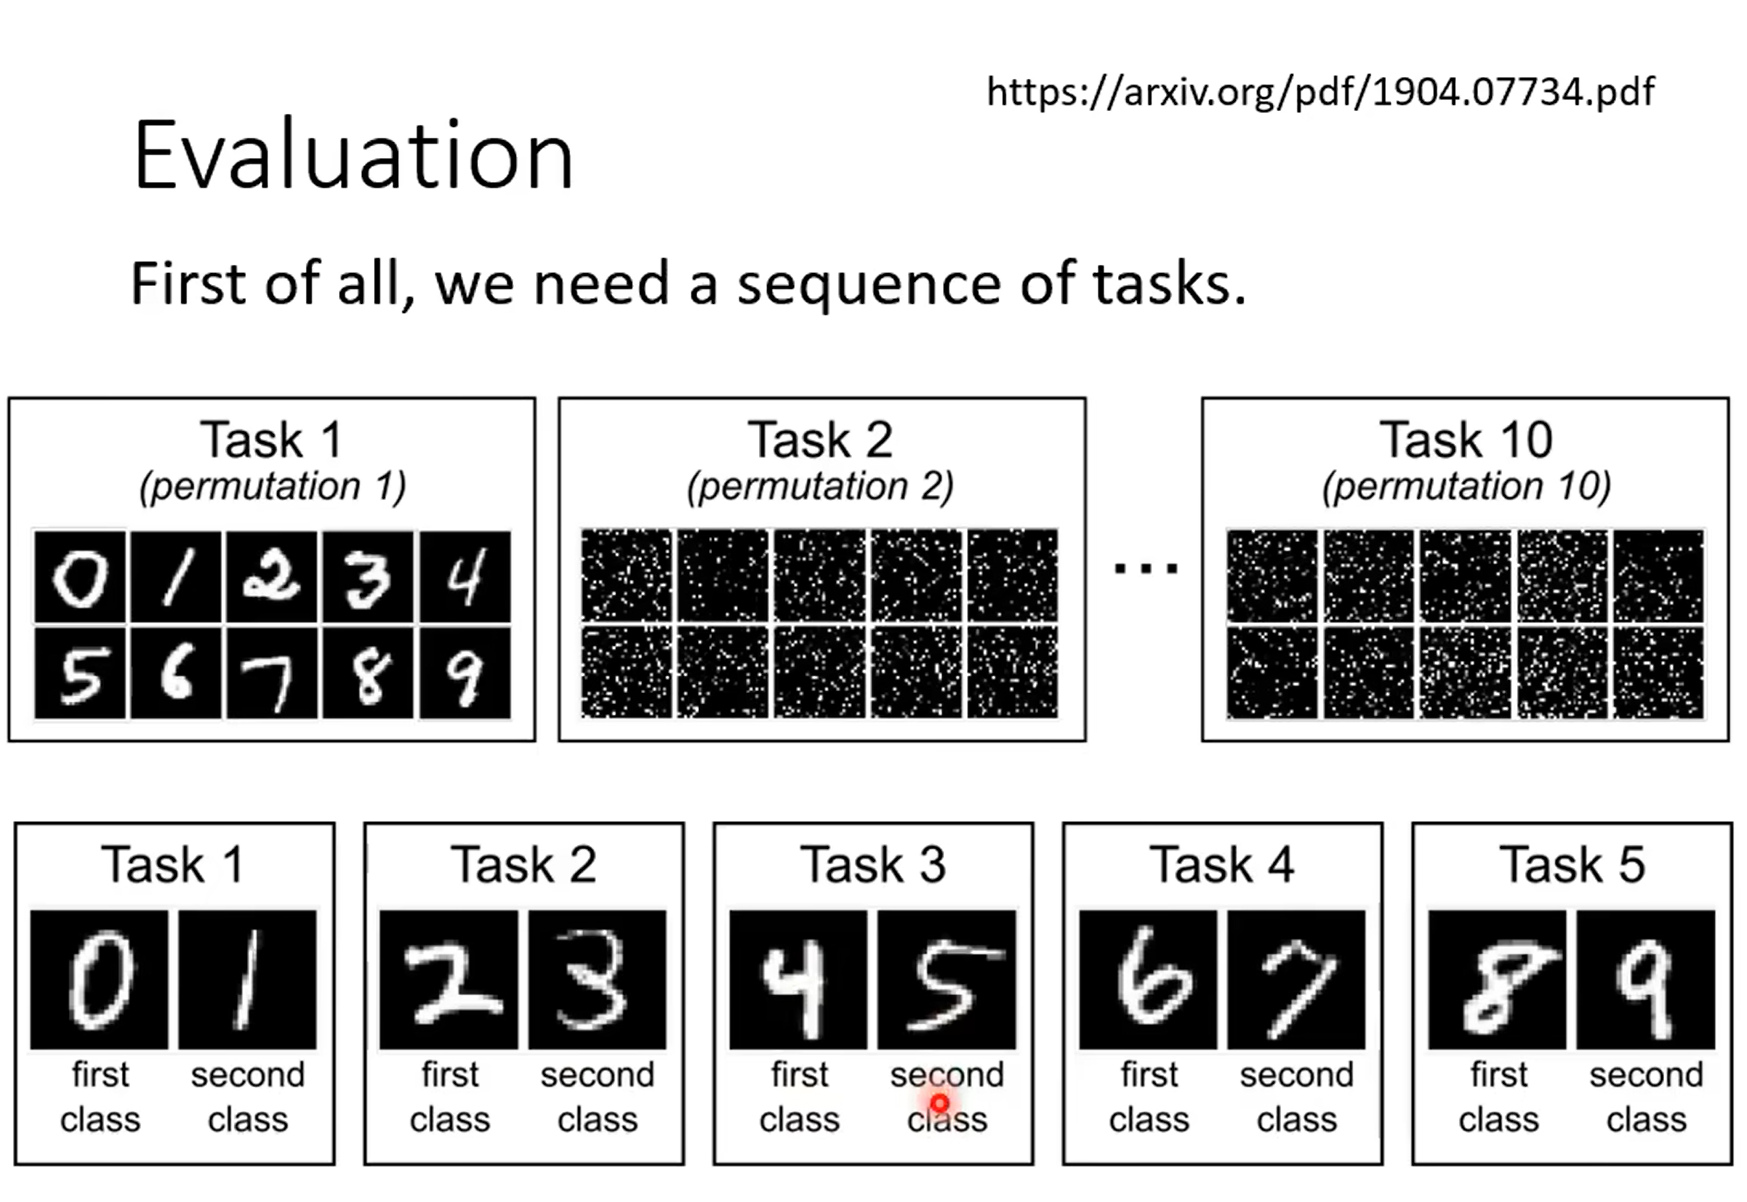 https://arxiv.org/pdf/1904.07734.pdf
Evaluation
First of all, we need a sequence of tasks.
Task 1
(permutation 1)
0 1 2 3 4
5 6 7 8 9
Task 2
(permutation 2)
...
Task 10
(permutation 10)
Task 1
0 1
first class
second class
Task 2
2 3
first class
second class
Task 3
4 5
first class
second class
Task 4
6 7
first class
second class
Task 5
8 9
first class
second class